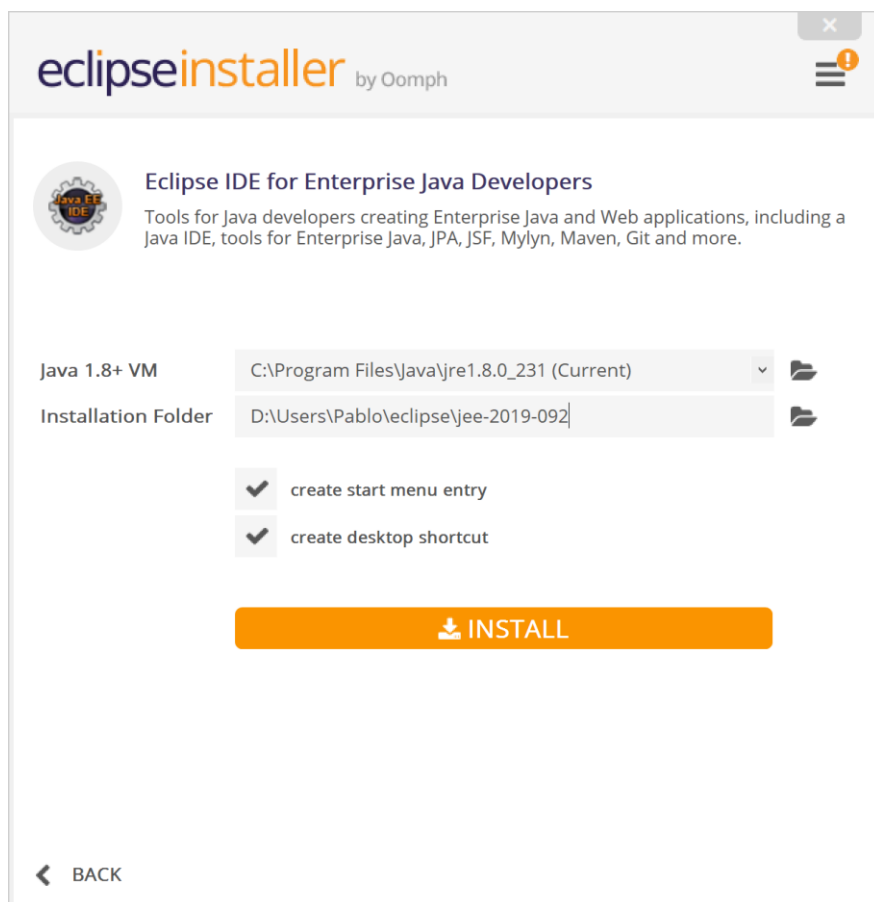 eclipseinstaller by Oomph
Eclipse IDE for Enterprise Java Developers
Java EE
IDE
Tools for Java developers creating Enterprise Java and Web applications, including a
Java IDE, tools for Enterprise Java, JPA, JSF, Mylyn, Maven, Git and more.
Java 1.8+ VM C:\Program Files\Java\jre1.8.0_231 (Current)
Installation Folder D:\Users\Pablo\eclipse\jee-2019-092
create start menu entry
create desktop shortcut
INSTALL
BACK